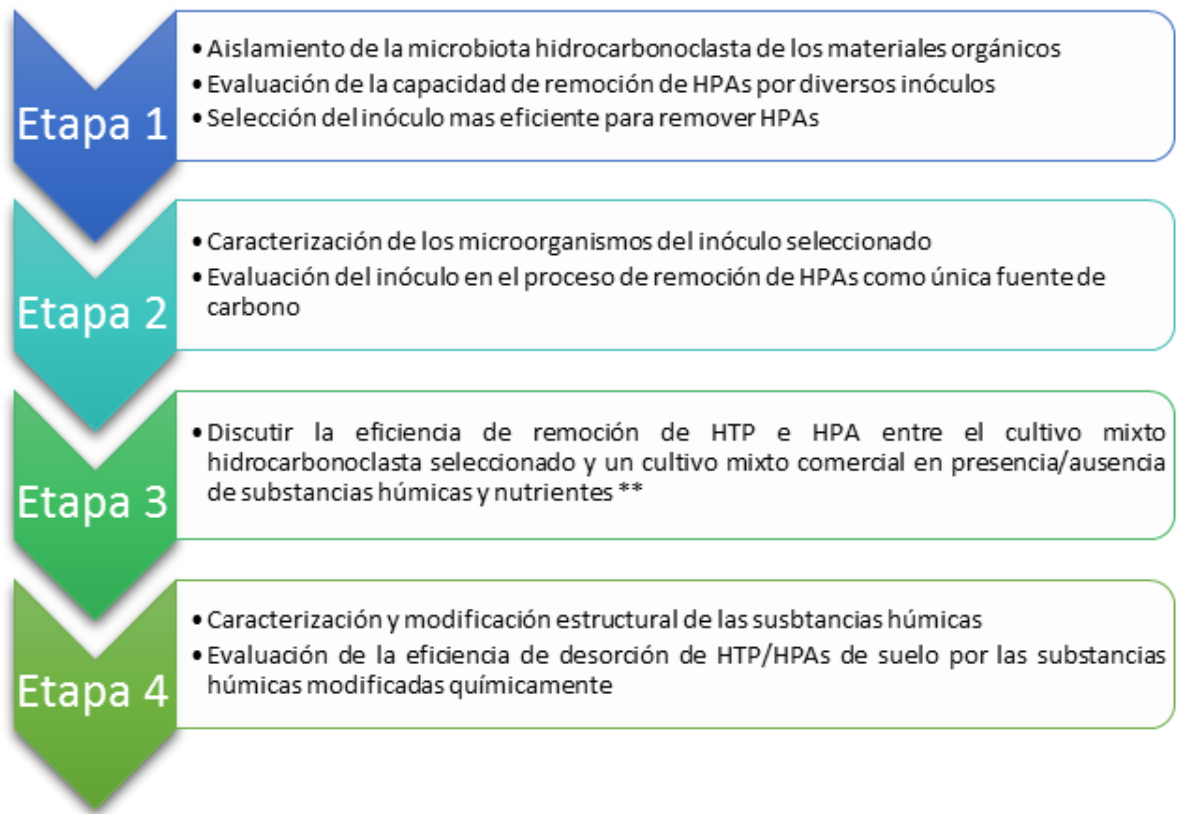 Etapa 1
• Aislamiento de la microbiota hidrocarbonoclasta de los materiales orgánicos
• Evaluación de la capacidad de remoción de HPAs por diversos inóculos
• Selección del inóculo mas eficiente para remover HPAs
Etapa 2
• Caracterización de los microorganismos del inóculo seleccionado
• Evaluación del inóculo en el proceso de remoción de HPAs como única fuente de
carbono
Etapa 3
• Discutir la eficiencia de remoción de HTP e HPA entre el cultivo mixto
hidrocarbonoclasta seleccionado y un cultivo mixto comercial en presencia/ausencia
de substancias húmicas y nutrientes **
Etapa 4
• Caracterización y modificación estructural de las susbtancias húmicas
• Evaluación de la eficiencia de desorción de HTP/HPAs de suelo por las substancias
húmicas modificadas químicamente